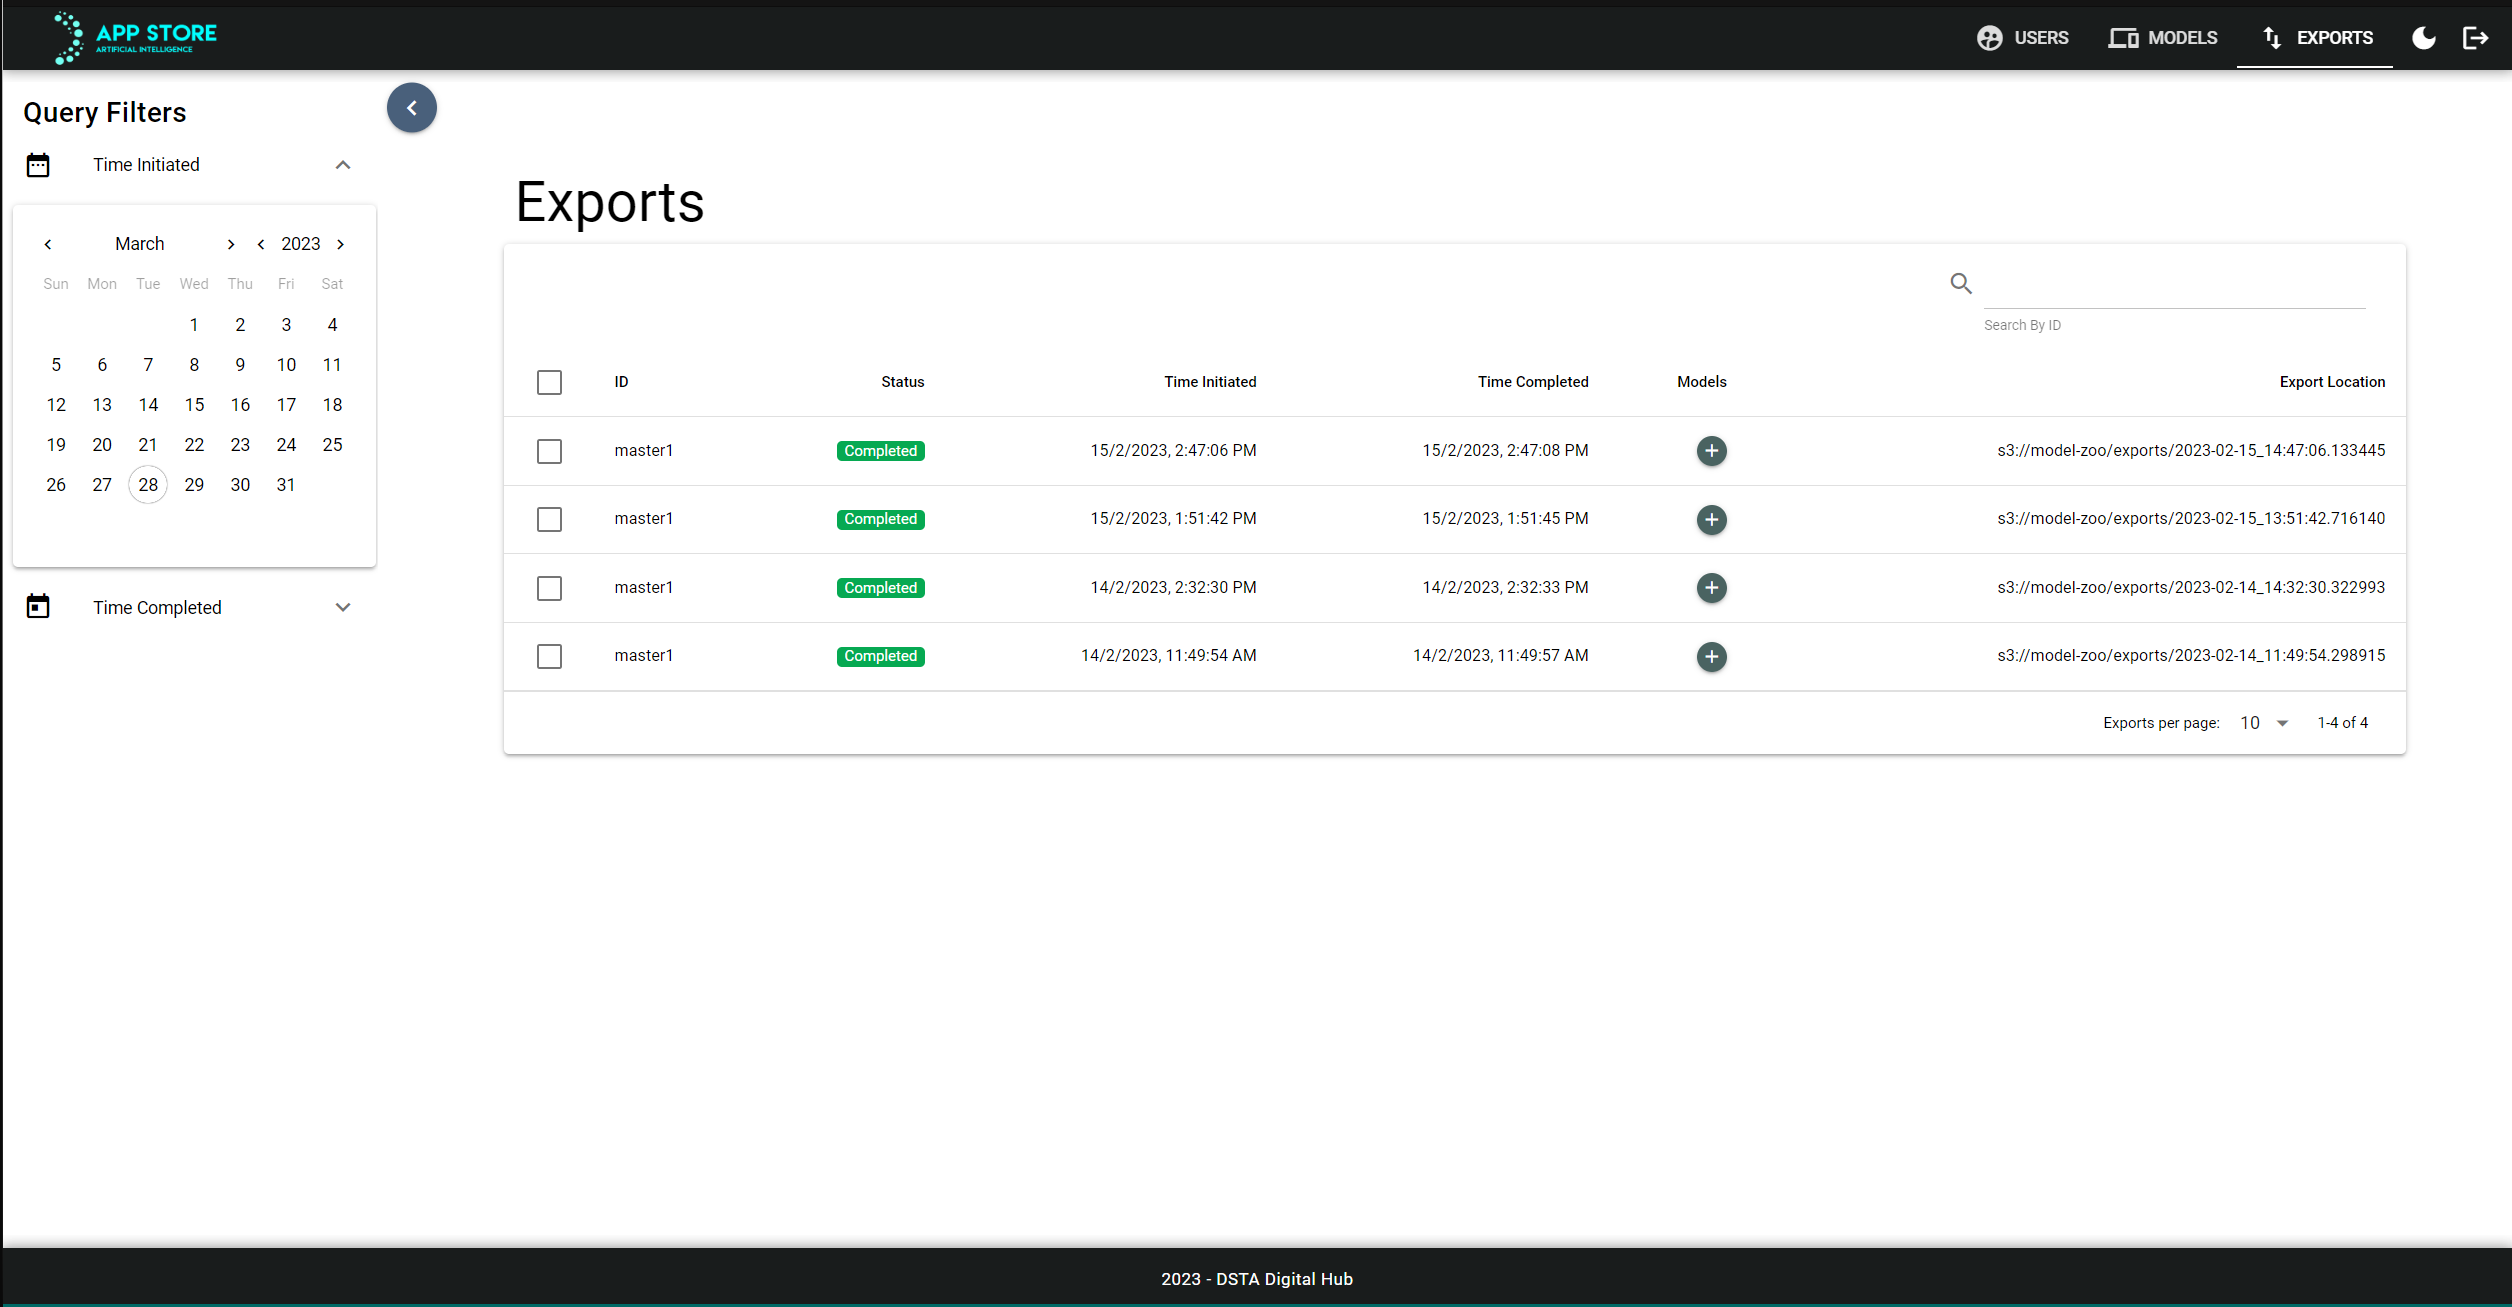 APP STORE
ARTIFICIAL INTELLIGENCE
USERS MODELS EXPORTS
Query Filters
Time Initiated
March 2023
Sun Mon Tue Wed Thu Fri Sat
1 2 3 4
5 6 7 8 9 10 11
12 13 14 15 16 17 18
19 20 21 22 23 24 25
26 27 28 29 30 31
Time Completed
Exports
Search By ID
ID Status Time Initiated Time Completed Models Export Location
master1 Completed 15/2/2023, 2:47:06 PM 15/2/2023, 2:47:08 PM s3://model-zoo/exports/2023-02-15_14:47:06.133445
master1 Completed 15/2/2023, 1:51:42 PM 15/2/2023, 1:51:45 PM s3://model-zoo/exports/2023-02-15_13:51:42.716140
master1 Completed 14/2/2023, 2:32:30 PM 14/2/2023, 2:32:33 PM s3://model-zoo/exports/2023-02-14_14:32:30.322993
master1 Completed 14/2/2023, 11:49:54 AM 14/2/2023, 11:49:57 AM s3://model-zoo/exports/2023-02-14_11:49:54.298915
Exports per page: 10 1-4 of 4
2023 - DSTA Digital Hub